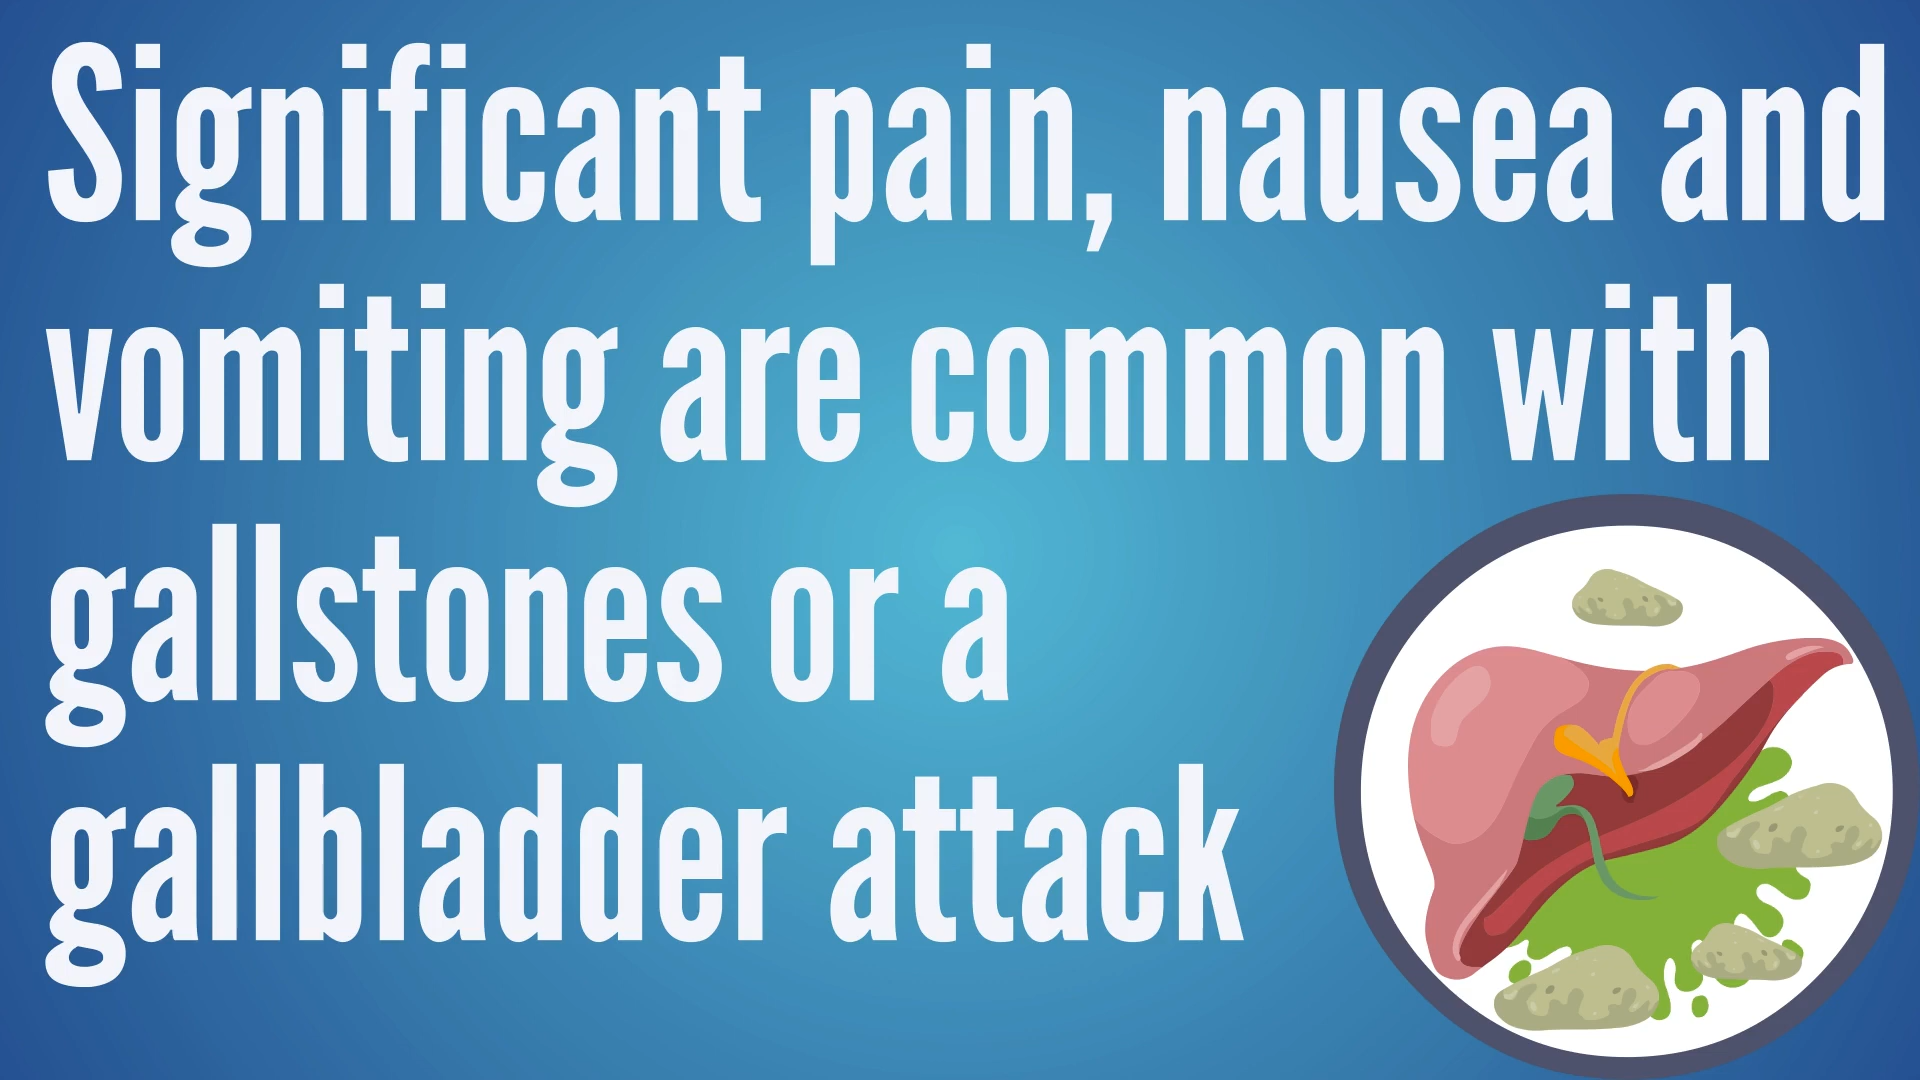 Significant pain, nausea and
vomiting are common with
gallstones or a
gallbladder attack